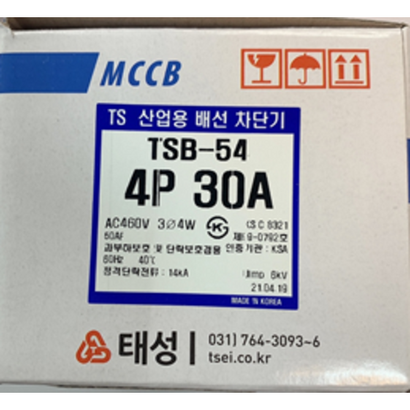 MCCB
TS 산업용 배선 차단기
TSB-54
4P 30A
AC460V 3Ø4W
KS C 8321
50AF
제 89-0792호
과부하보호 및 단락보호겸용
인증기관 : KSA
60Hz 40℃
정격단락전류 : 14kA
Uimp 6kV
21.04.19
MADE IN KOREA
태성
031) 764-3093~6
tsei.co.kr